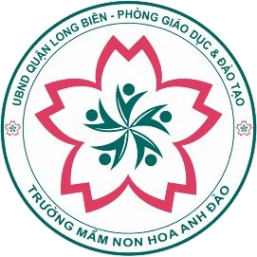 UBND QUẬN LONG BIÊN - PHÒNG GIÁO DỤC & ĐÀO TẠO
TRƯỜNG MẦM NON HOA ANH ĐÀO